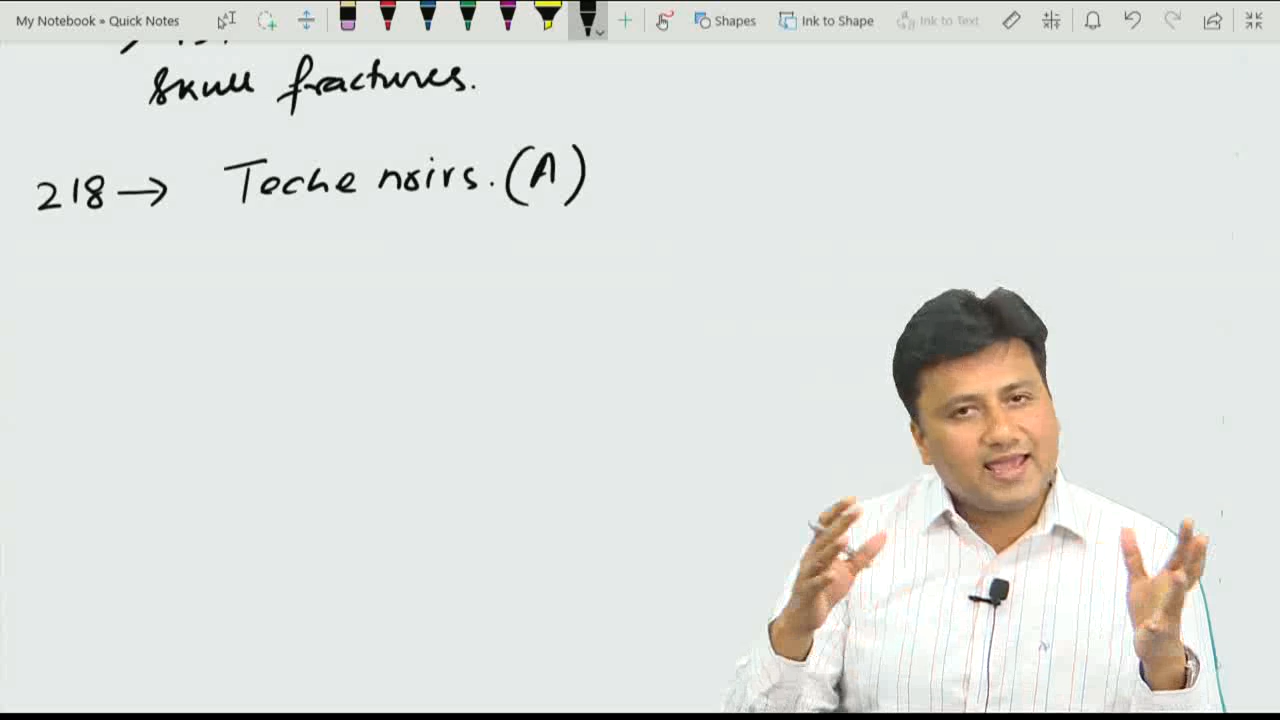 My Notebook » Quick Notes Shapes Ink to Shape Ink to Text
skull fractures.
218 → Toche noirs. (A)